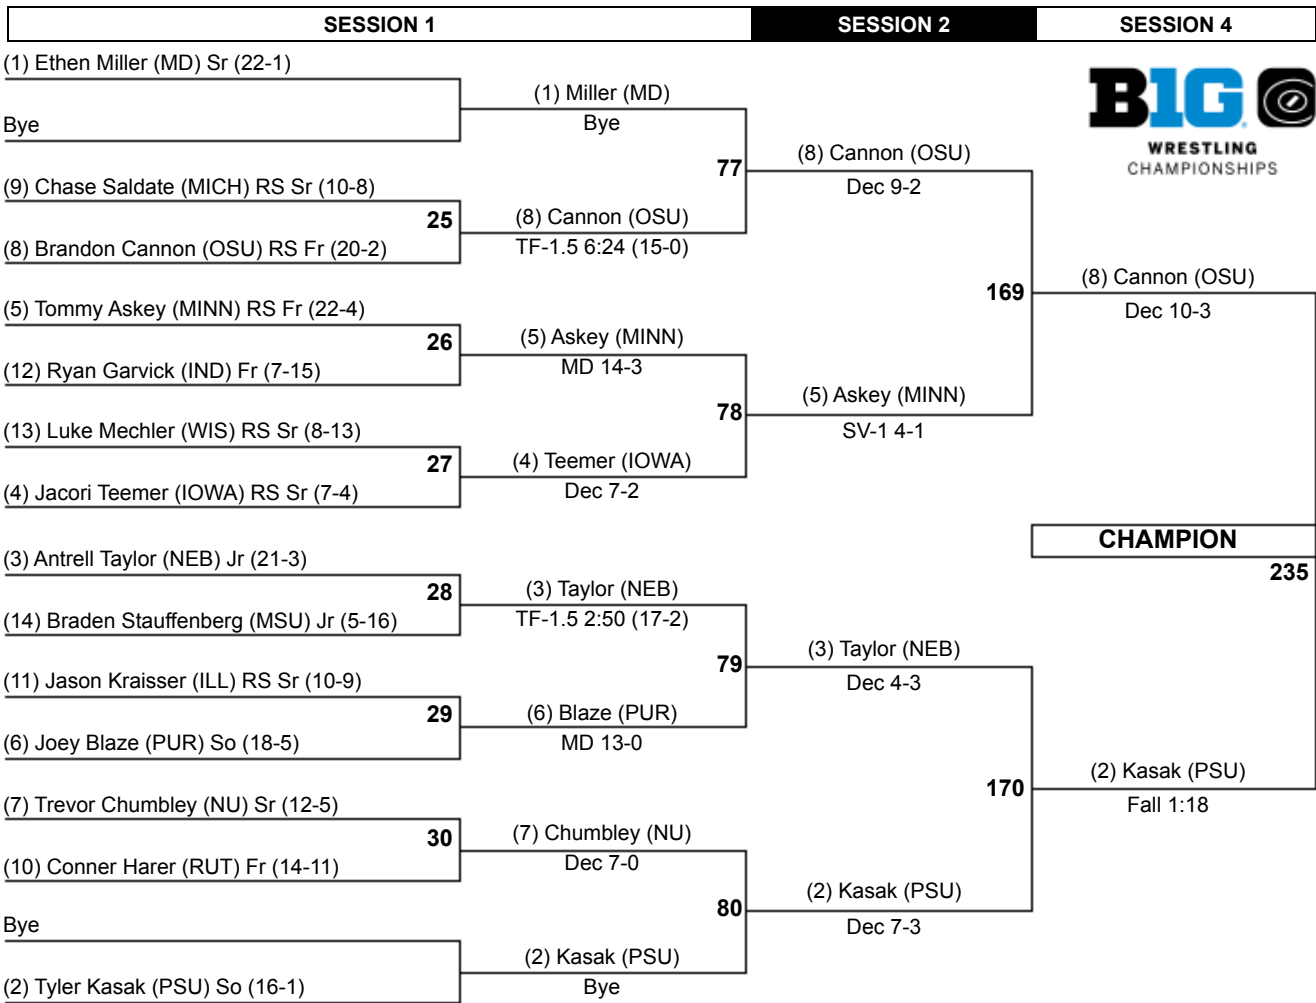 SESSION 1
SESSION 2
SESSION 4
(1) Ethen Miller (MD) Sr (22-1)
Bye
(9) Chase Saldate (MICH) RS Sr (10-8)
25
(8) Brandon Cannon (OSU) RS Fr (20-2)
(5) Tommy Askey (MINN) RS Fr (22-4)
26
(12) Ryan Garvick (IND) Fr (7-15)
(13) Luke Mechler (WIS) RS Sr (8-13)
27
(4) Jacori Teemer (IOWA) RS Sr (7-4)
(3) Antrell Taylor (NEB) Jr (21-3)
28
(14) Braden Stauffenberg (MSU) Jr (5-16)
(11) Jason Kraisser (ILL) RS Sr (10-9)
29
(6) Joey Blaze (PUR) So (18-5)
(7) Trevor Chumbley (NU) Sr (12-5)
30
(10) Conner Harer (RUT) Fr (14-11)
Bye
(2) Tyler Kasak (PSU) So (16-1)
(1) Miller (MD)
Bye
77
(8) Cannon (OSU)
TF-1.5 6:24 (15-0)
(5) Askey (MINN)
MD 14-3
78
(4) Teemer (IOWA)
Dec 7-2
(3) Taylor (NEB)
TF-1.5 2:50 (17-2)
79
(6) Blaze (PUR)
MD 13-0
(7) Chumbley (NU)
Dec 7-0
80
(2) Kasak (PSU)
Bye
(8) Cannon (OSU)
Dec 9-2
169
(5) Askey (MINN)
SV-1 4-1
(3) Taylor (NEB)
Dec 4-3
170
(2) Kasak (PSU)
Dec 7-3
B1G
WRESTLING
CHAMPIONSHIPS
(8) Cannon (OSU)
Dec 10-3
CHAMPION
235
(2) Kasak (PSU)
Fall 1:18